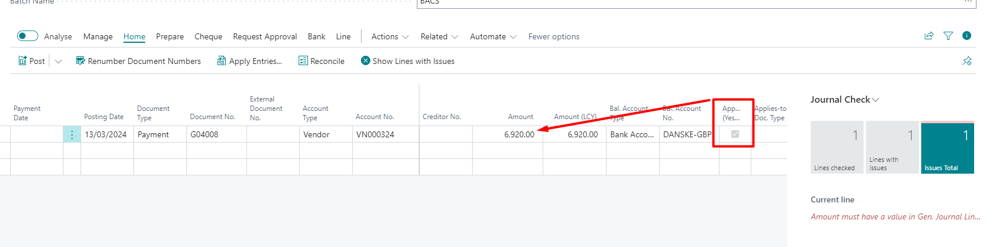 Batch Name
BACS
Analyse Manage Home Prepare Cheque Request Approval Bank Line Actions Related Automate Fewer options
Post Renumber Document Numbers Apply Entries... Reconcile Show Lines with Issues
Payment Date
Posting Date
Document Type
Document No.
External Document No.
Account Type
Account No.
Creditor No.
Amount
Amount (LCY)
Bal. Account Type
Bal. Account No.
App... (Yes...
Applies-to Doc. Type
13/03/2024 Payment G04008 Vendor VN000324 6,920.00 6,920.00 Bank Acco... DANSKE-GBP
Journal Check
1
Lines checked
1
Lines with issues
1
Issues Total
Current line
Amount must have a value in Gen. Journal Lin...